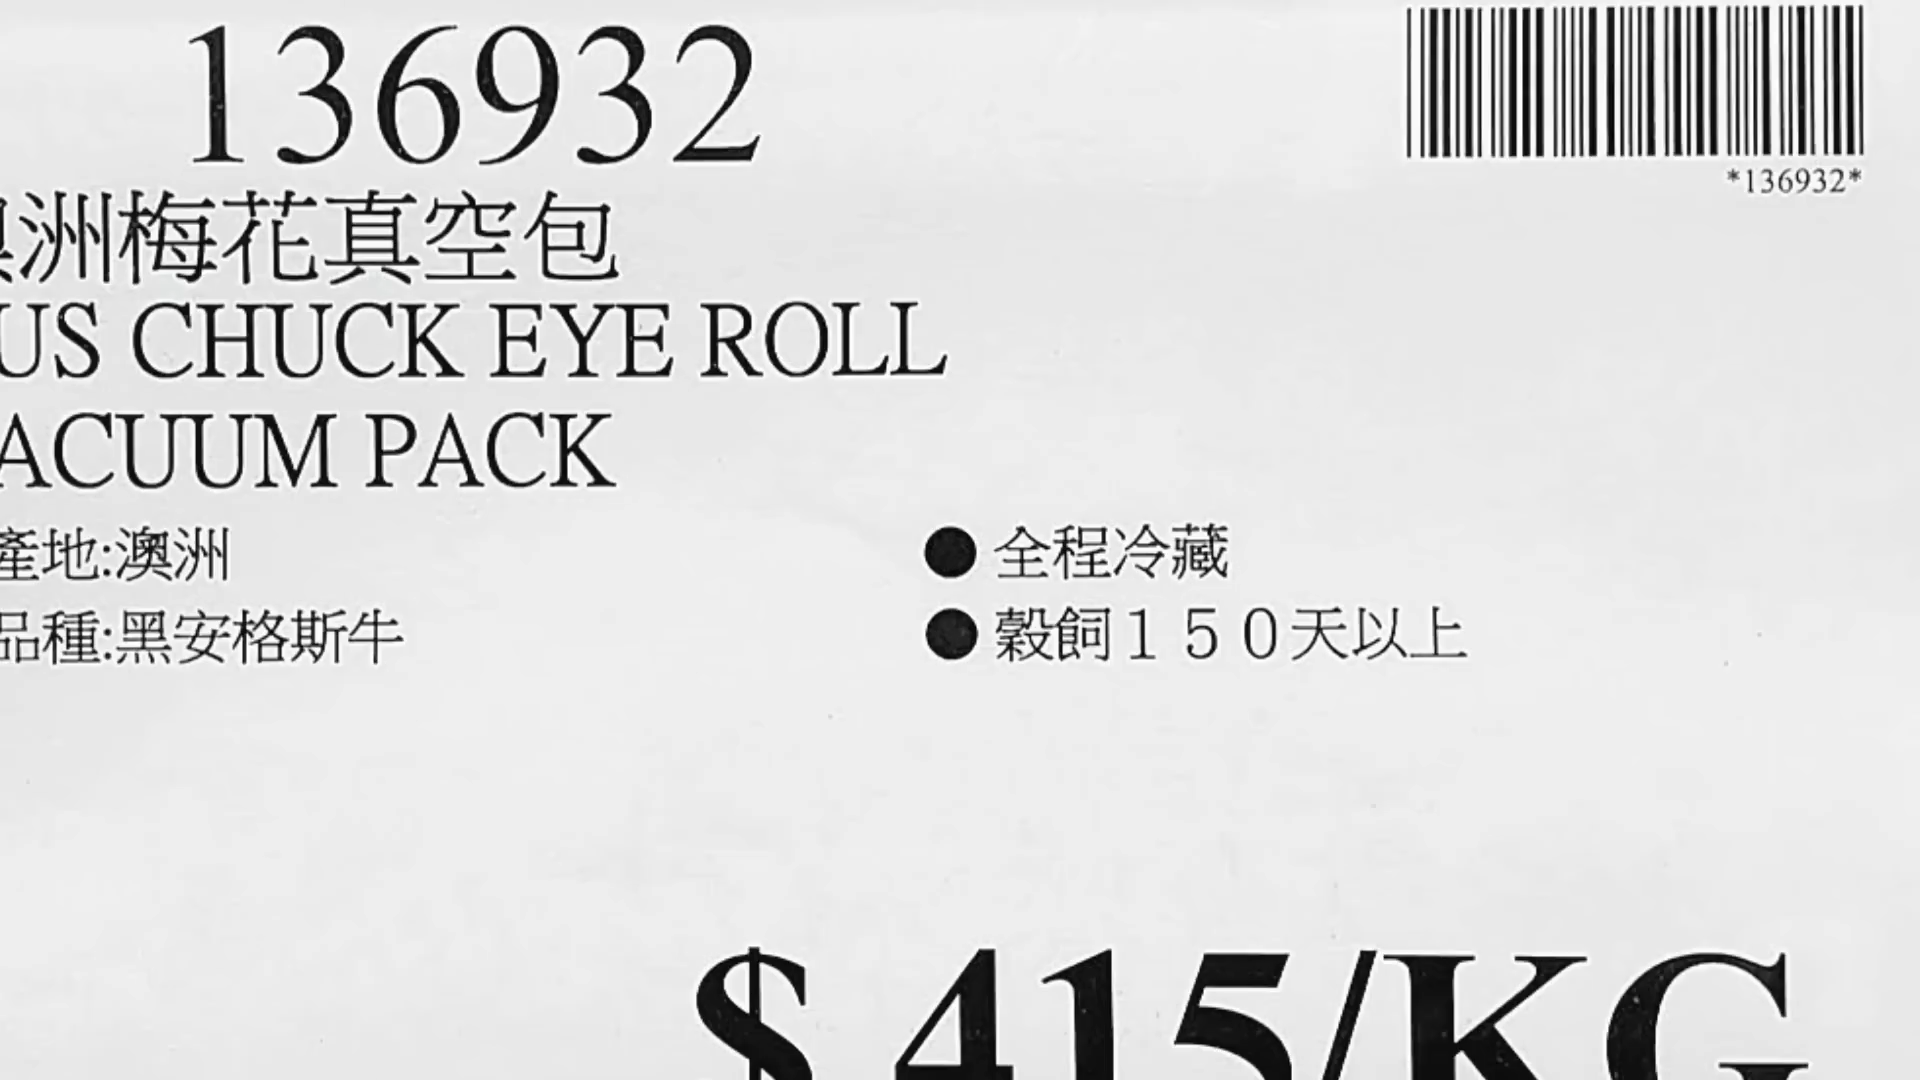 136932
*136932*
澳洲梅花真空包
US CHUCK EYE ROLL
ACUUM PACK
產地:澳洲
品種:黑安格斯牛
●全程冷藏
●穀飼150天以上
$ 415/KG